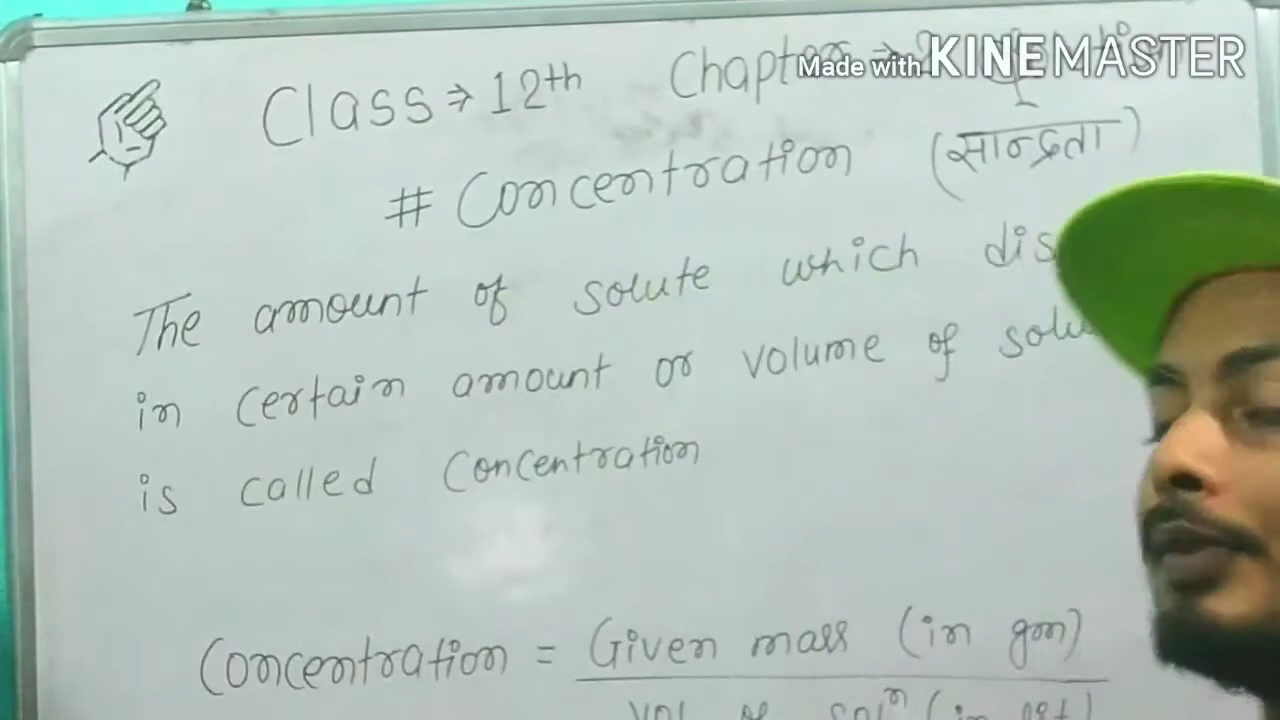 Class → 12th Chapter
Made with KINEMASTER
# Concentration (सान्द्रता)
The amount of solute which
in certain amount or volume of
is called Concentration
Concentration = Given mass (in gm)